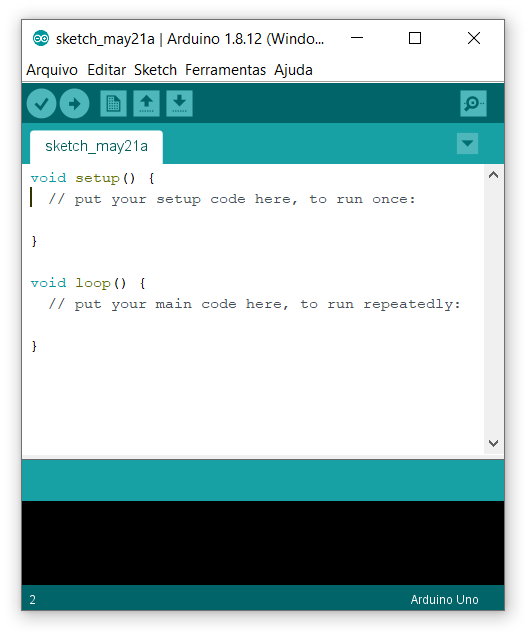 sketch_may21a | Arduino 1.8.12 (Windo...
Arquivo Editar Sketch Ferramentas Ajuda
sketch_may21a
void setup() {
  // put your setup code here, to run once:
}
void loop() {
  // put your main code here, to run repeatedly:
}
2 Arduino Uno